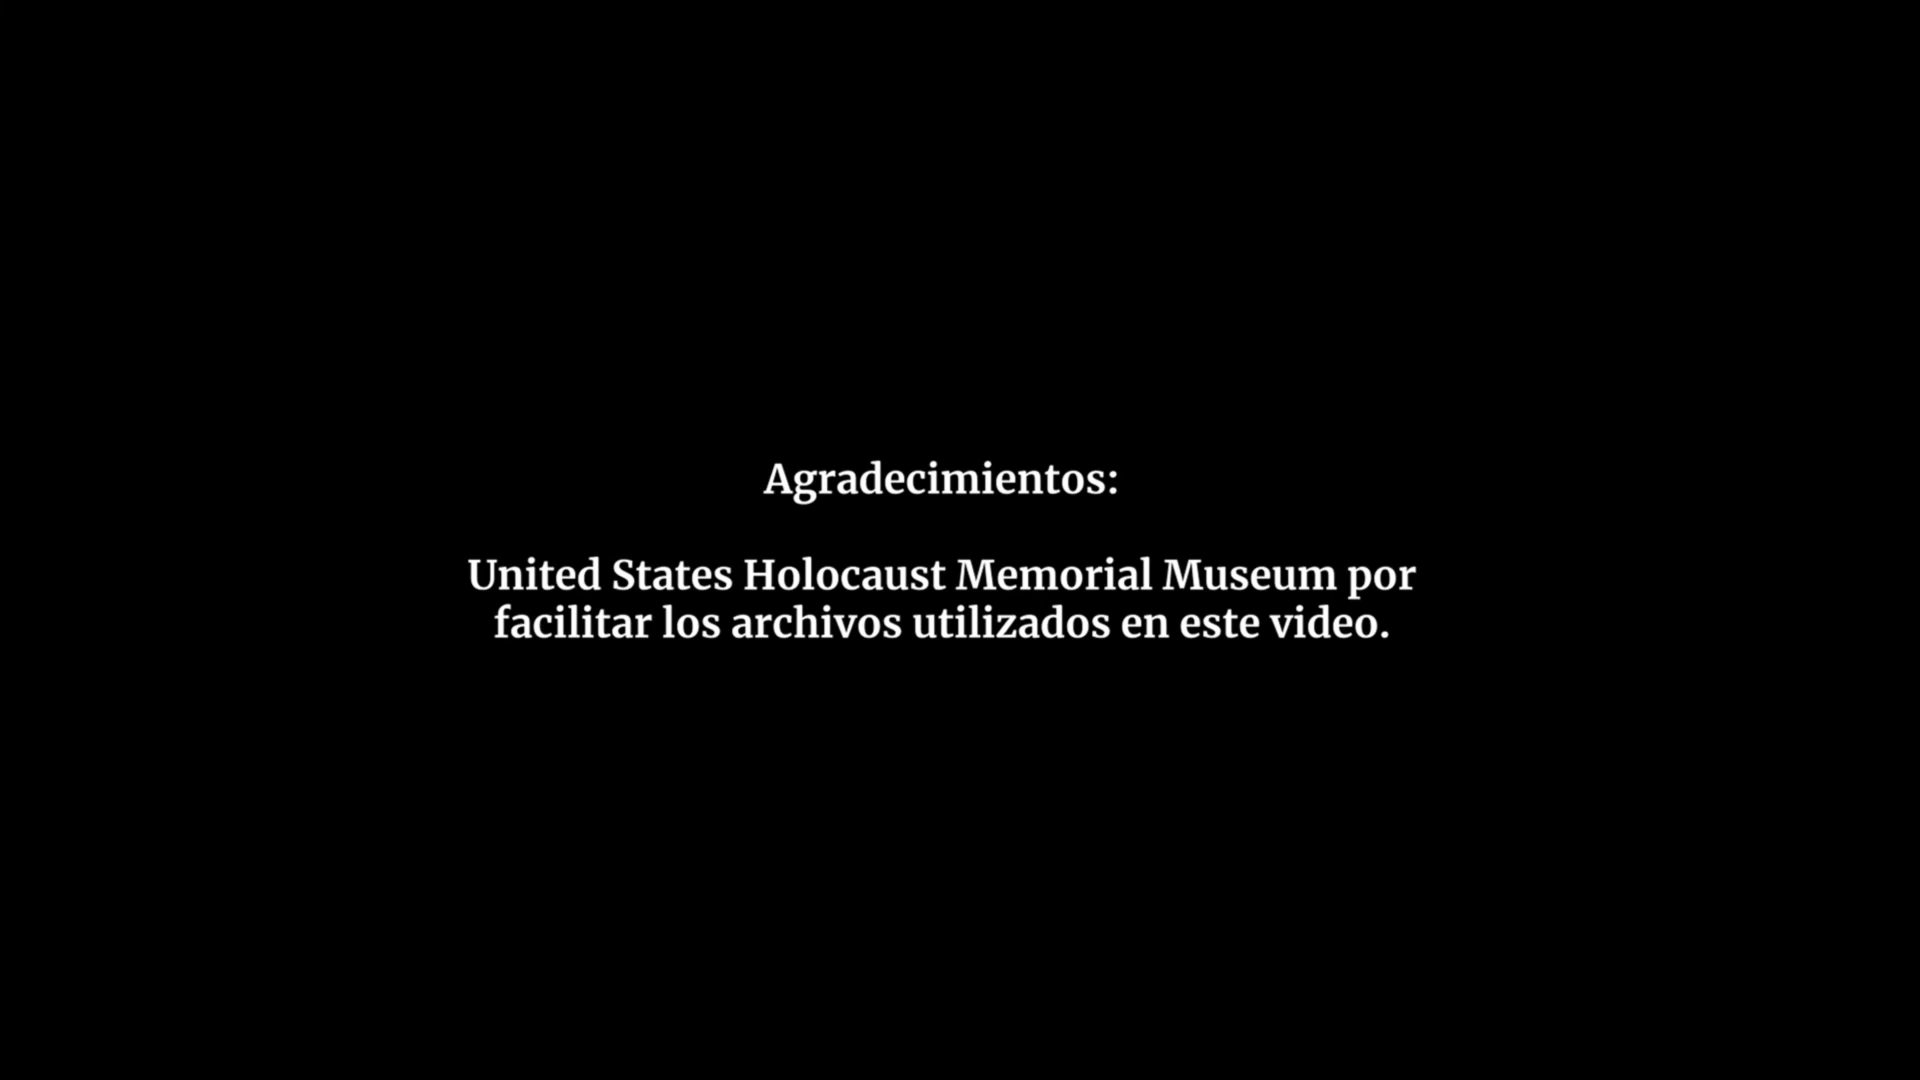 Agradecimientos:
United States Holocaust Memorial Museum por
facilitar los archivos utilizados en este video.